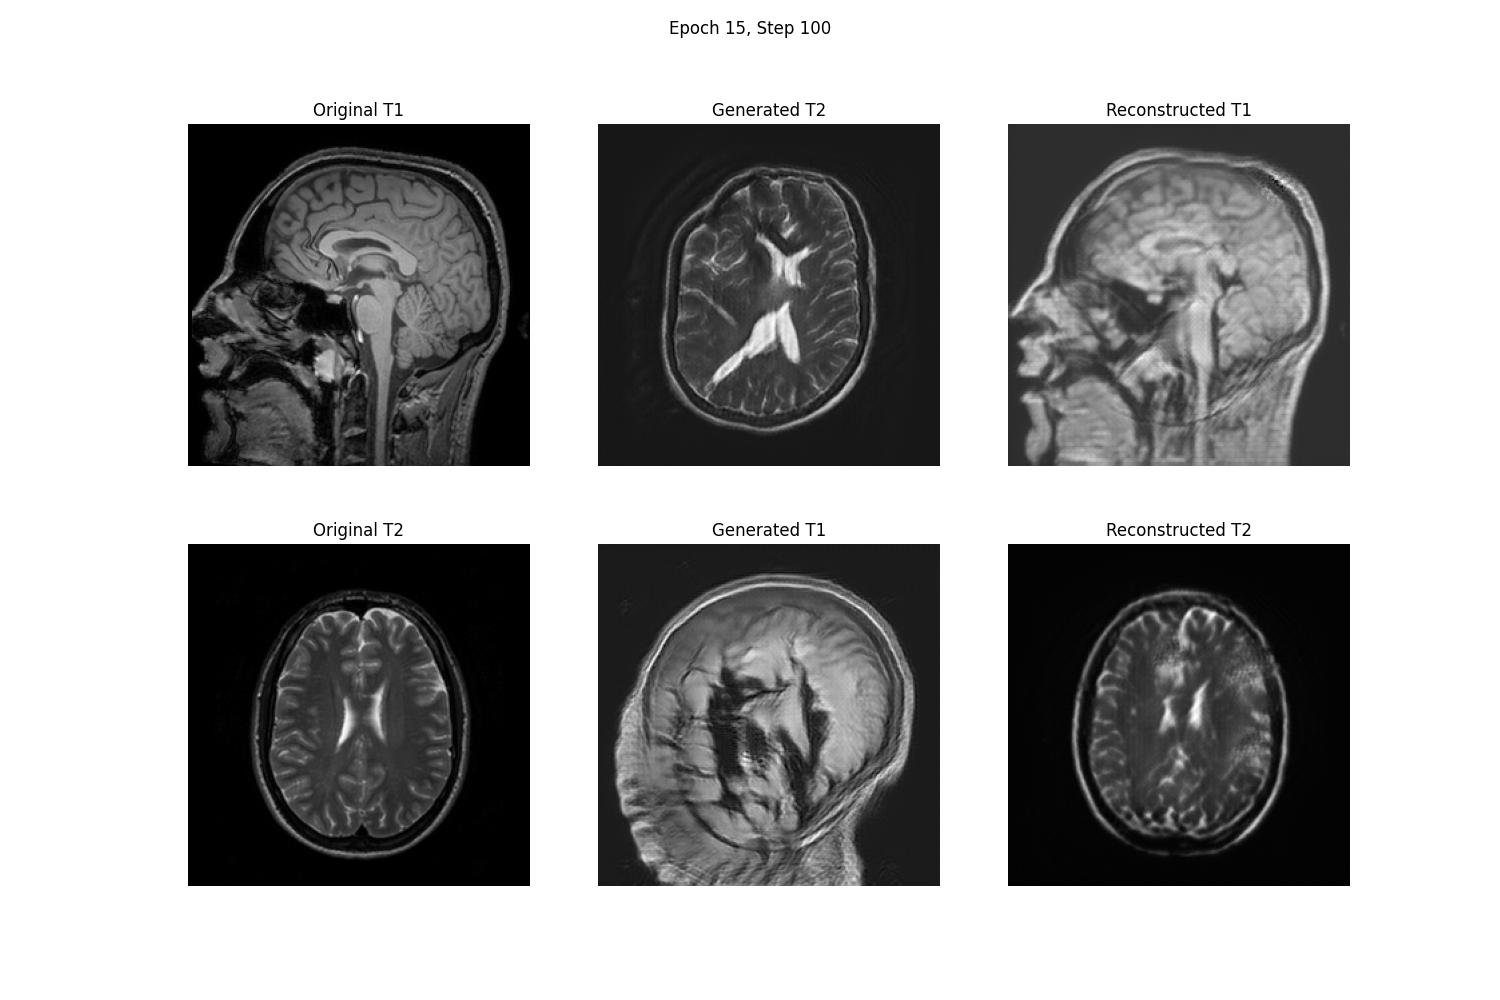 Epoch 15, Step 100
Original T1
Generated T2
Reconstructed T1
Original T2
Generated T1
Reconstructed T2